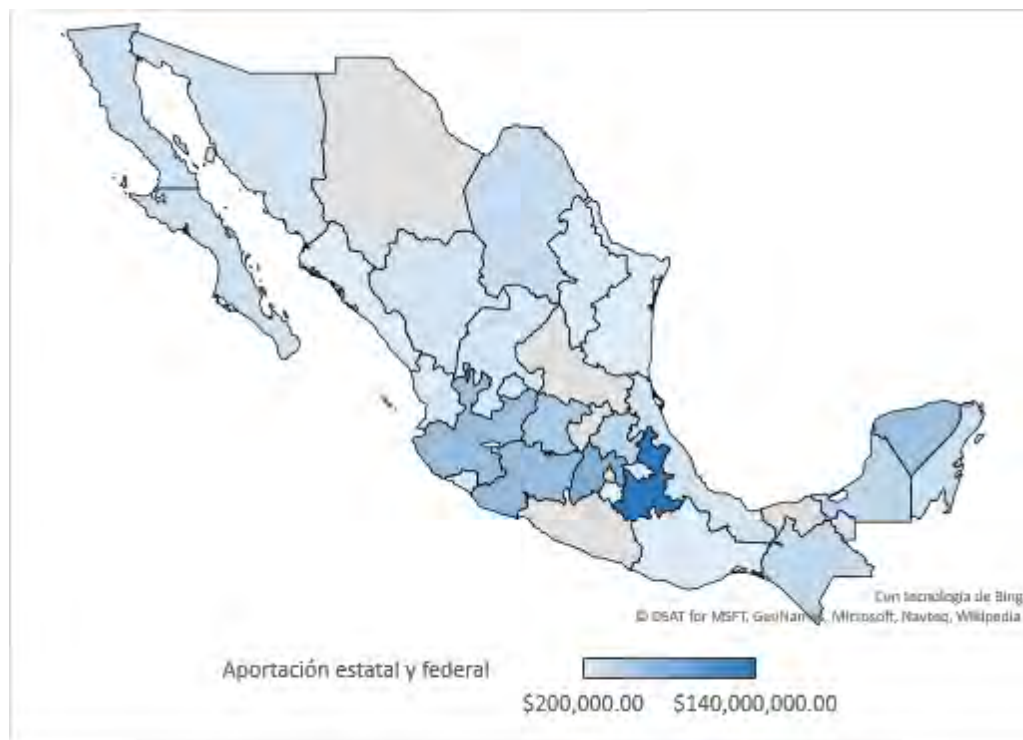 Con tecnología de Bing
© DSAT for MSFT, GeoNames, Microsoft, Navteq, Wikipedia
Aportación estatal y federal
$200,000.00 $140,000,000.00